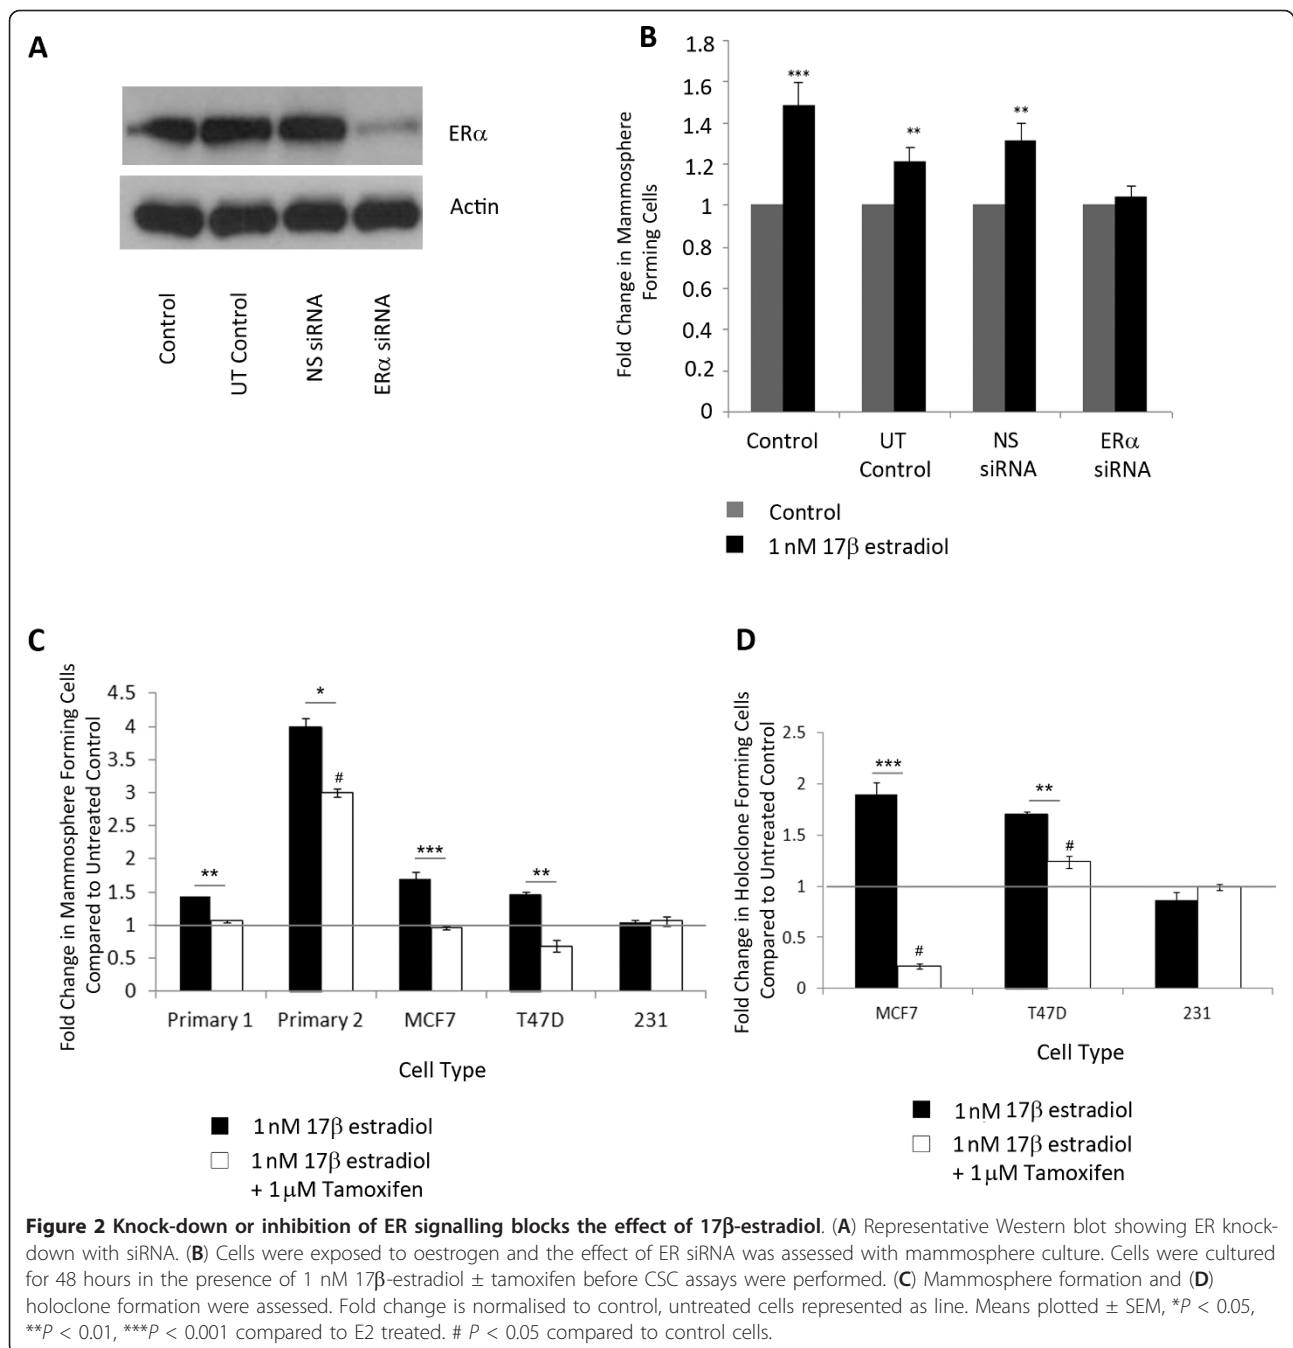 A
ERα
Actin
Control
UT Control
NS siRNA
ERα siRNA
B
Fold Change in Mammosphere
Forming Cells
1.8
1.6
1.4
1.2
1
0.8
0.6
0.4
0.2
0
***
**
**
Control
UT
Control
NS
siRNA
ERα
siRNA
Control
1 nM 17β estradiol
C
Fold Change in Mammosphere Forming Cells
Compared to Untreated Control
4.5
4
3.5
3
2.5
2
1.5
1
0.5
0
**
*
#
***
**
Primary 1
Primary 2
MCF7
T47D
231
Cell Type
1 nM 17β estradiol
1 nM 17β estradiol
+ 1μM Tamoxifen
D
Fold Change in Holoclone Forming Cells
Compared to Untreated Control
2.5
2
1.5
1
0.5
0
***
#
**
#
MCF7
T47D
231
Cell Type
1 nM 17β estradiol
1 nM 17β estradiol
+ 1μM Tamoxifen
Figure 2 Knock-down or inhibition of ER signalling blocks the effect of 17β-estradiol. (A) Representative Western blot showing ER knock-
down with siRNA. (B) Cells were exposed to oestrogen and the effect of ER siRNA was assessed with mammosphere culture. Cells were cultured
for 48 hours in the presence of 1 nM 17β-estradiol ± tamoxifen before CSC assays were performed. (C) Mammosphere formation and (D)
holoclone formation were assessed. Fold change is normalised to control, untreated cells represented as line. Means plotted ± SEM, *P < 0.05,
**P < 0.01, ***P < 0.001 compared to E2 treated. # P < 0.05 compared to control cells.